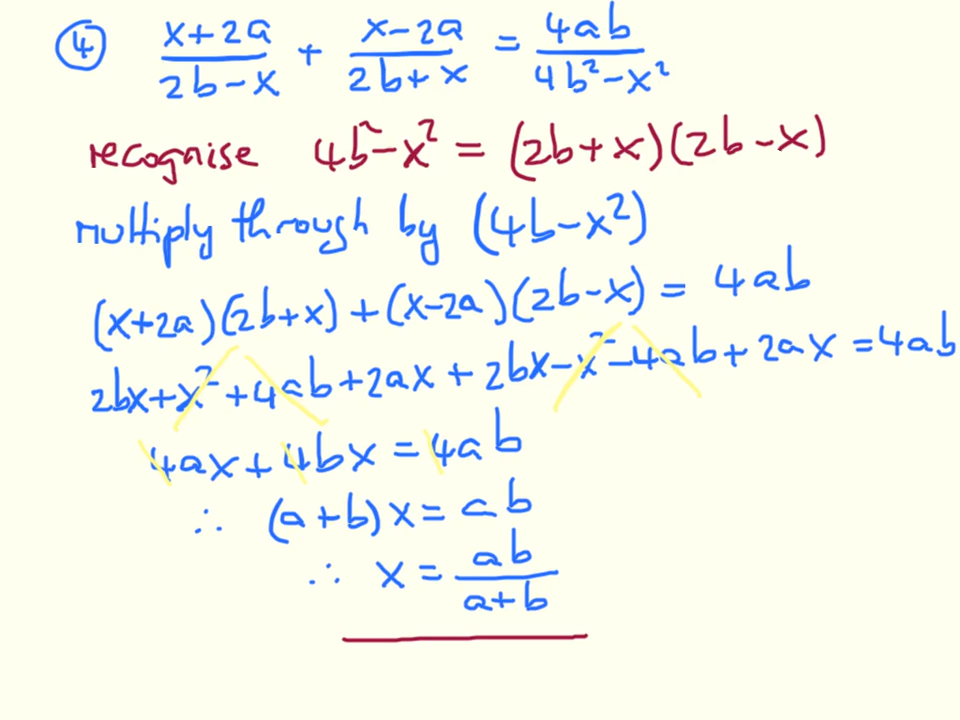 ④ (x+2a)/(2b-x) + (x-2a)/(2b+x) = 4ab/(4b²-x²)
recognise 4b²-x² = (2b+x)(2b-x)
multiply through by (4b-x²)
(x+2a)(2b+x)+(x-2a)(2b-x) = 4ab
2bx+x²+4ab+2ax+2bx-x²-4ab+2ax=4ab
4ax+4bx=4ab
∴ (a+b)x=ab
∴ x=ab/(a+b)